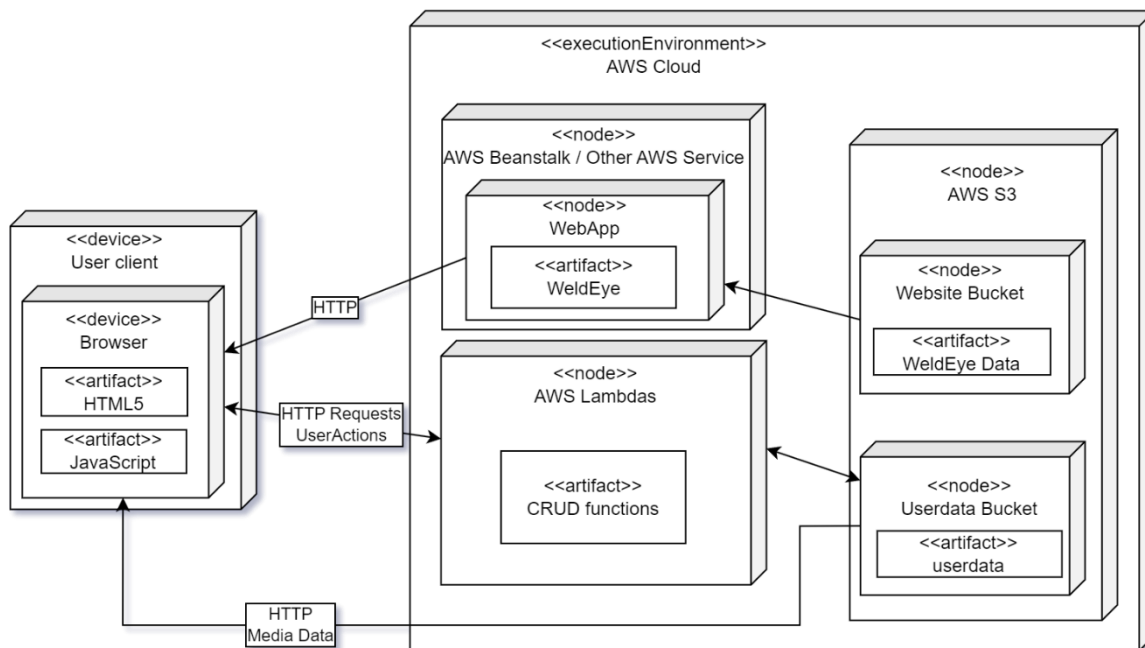 <<executionEnvironment>>
AWS Cloud
<<node>>
AWS Beanstalk / Other AWS Service
<<node>>
WebApp
<<artifact>>
WeldEye
<<node>>
AWS S3
<<node>>
Website Bucket
<<artifact>>
WeldEye Data
<<device>>
User client
<<device>>
Browser
<<artifact>>
HTML5
<<artifact>>
JavaScript
HTTP
HTTP Requests
UserActions
<<node>>
AWS Lambdas
<<artifact>>
CRUD functions
<<node>>
Userdata Bucket
<<artifact>>
userdata
HTTP
Media Data